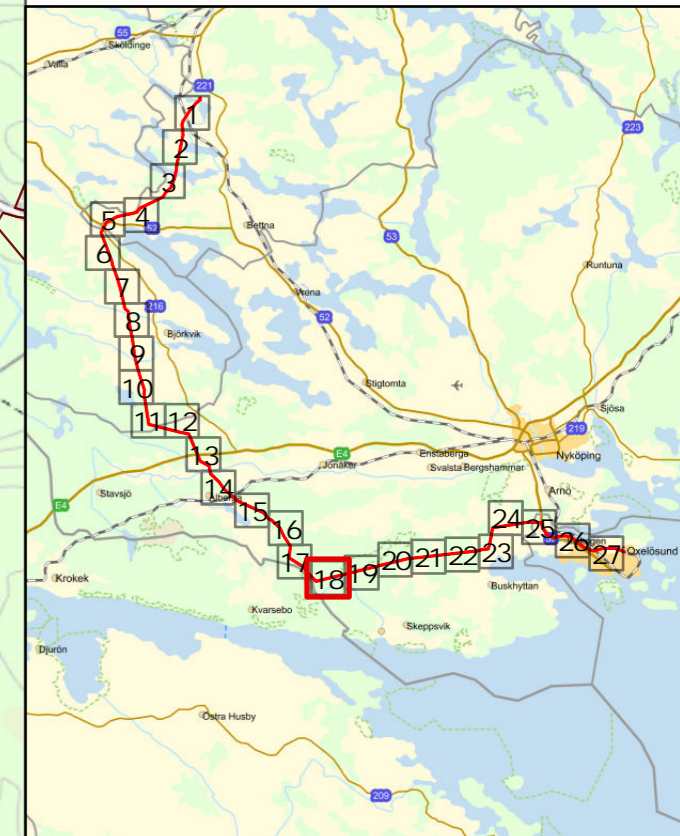 55
Sköldinge
Valla
221
1
223
2
3
5
4
52
Bettna
53
6
Runtuna
7
Vrena
216
8
52
Björkvik
9
Stigtomta
10
Sjösa
11
12
219
13
E4
Enstaberga
Nyköping
Jönåker
Svalsta
Bergshammar
14
Stavsjö
Ålberga
Arnö
E4
15
24
16
25
26
17
20
21
22
23
27
Oxelösund
18
19
Krokek
Buskhyttan
Kvarsebo
Skeppsvik
Djurön
Östra Husby
209